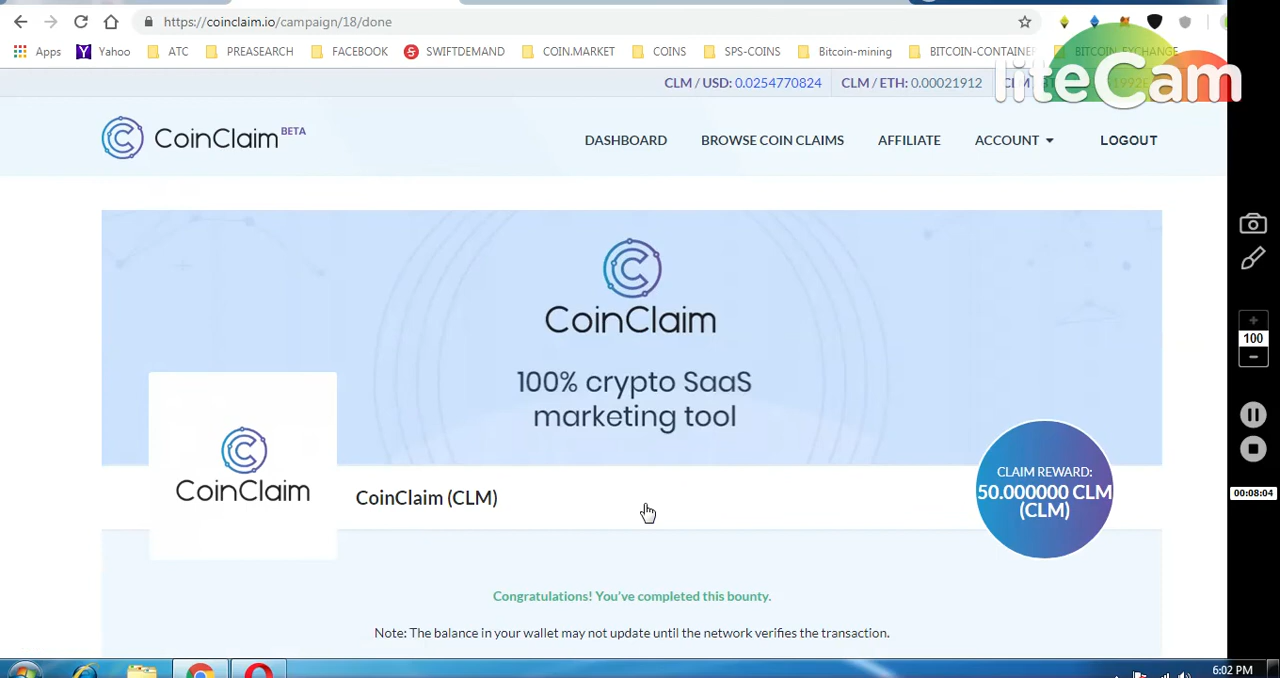 https://coinclaim.io/campaign/18/done
Apps Yahoo ATC PREASEARCH FACEBOOK SWIFTDEMAND COIN.MARKET COINS SPS-COINS Bitcoin-mining BITCOIN-CONTAINE BITCOIN-EXCHANGE
liteCam
CLM / USD: 0.0254770824 CLM / ETH: 0.00021912
CoinClaim BETA DASHBOARD BROWSE COIN CLAIMS AFFILIATE ACCOUNT LOGOUT
CoinClaim
100% crypto SaaS
marketing tool
CoinClaim
CoinClaim (CLM)
CLAIM REWARD:
50.000000 CLM
(CLM)
Congratulations! You've completed this bounty.
Note: The balance in your wallet may not update until the network verifies the transaction.
100
00:08:04
6:02 PM